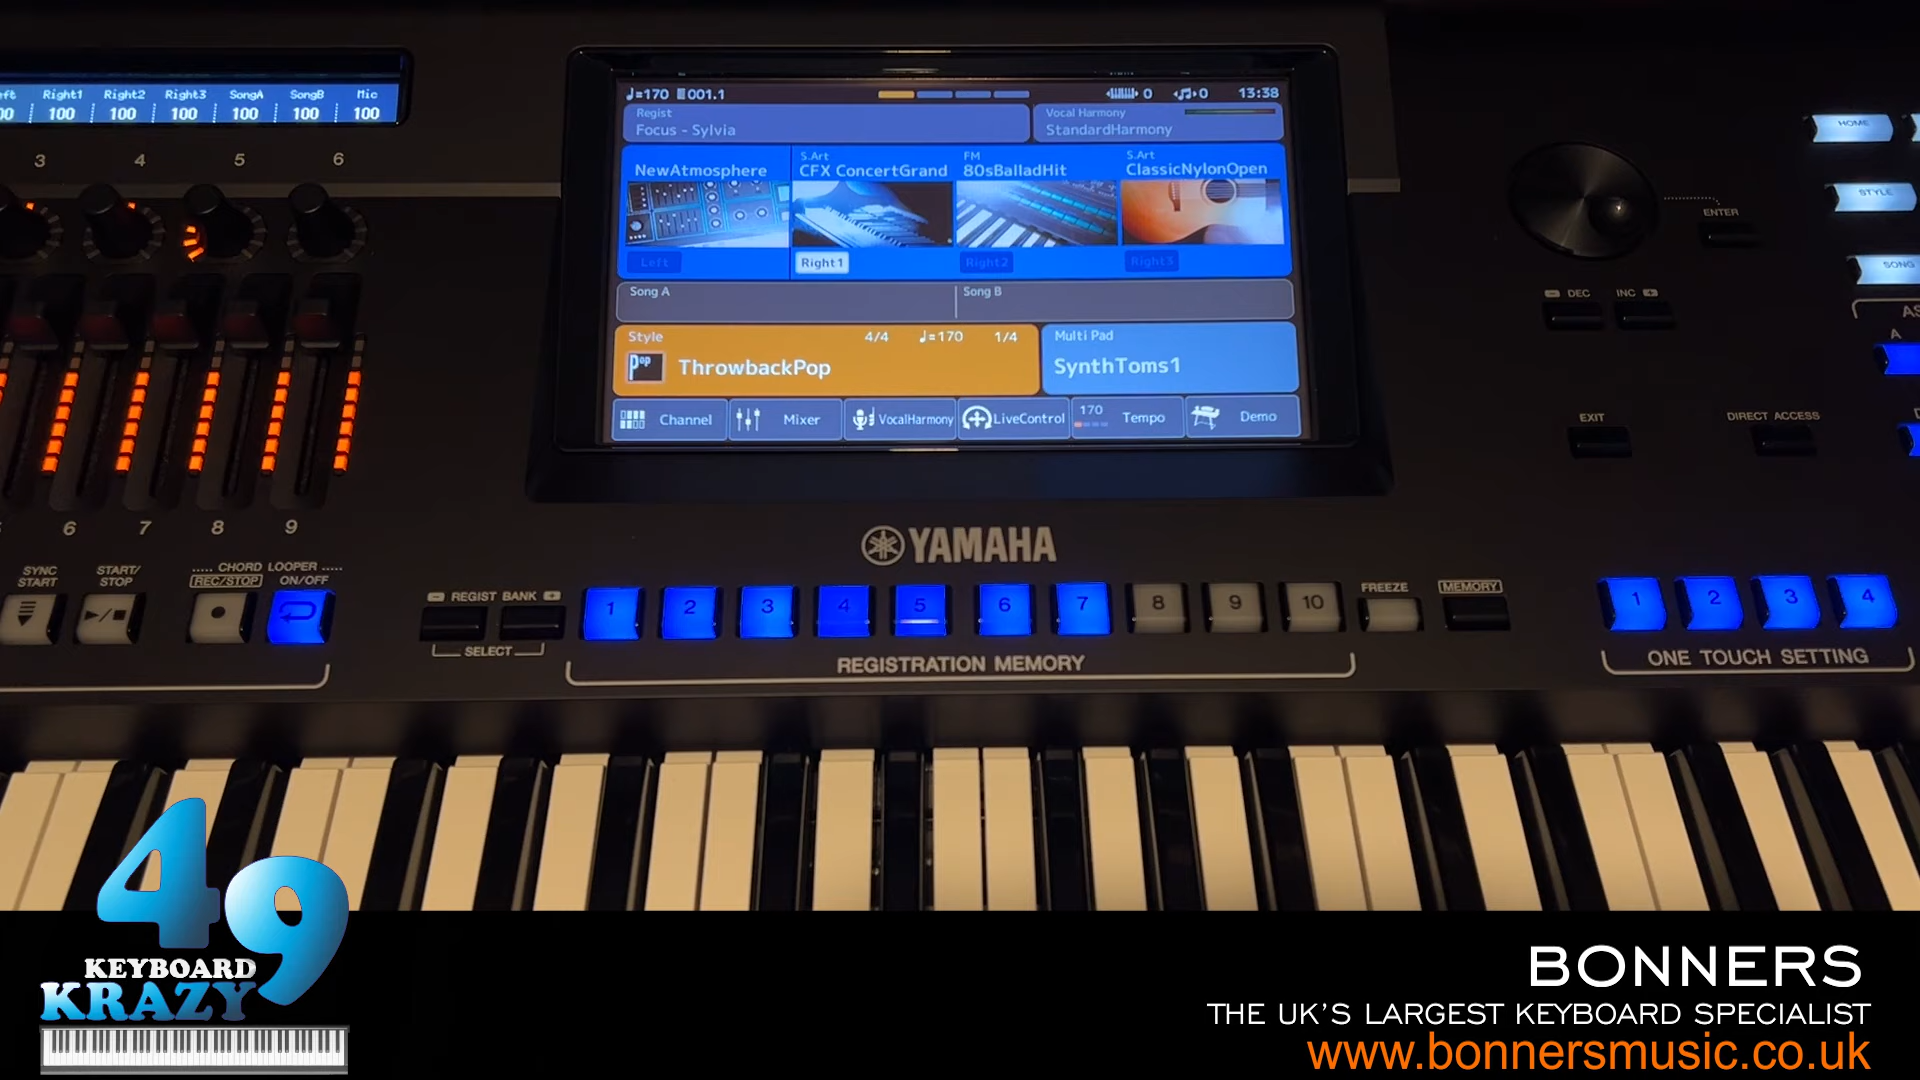 Right1 Right2 Right3 SongA SongB Mic
100 100 100 100 100 100
3 4 5 6
♩=170 001.1 0 0 13:38
Regist
Focus - Sylvia
Vocal Harmony
StandardHarmony
NewAtmosphere
S.Art
CFX ConcertGrand
FM
80sBalladHit
S.Art
ClassicNylonOpen
Left Right1 Right2 Right3
Song A Song B
Style 4/4 ♩=170 1/4
Pop ThrowbackPop
Multi Pad
SynthToms1
Channel Mixer VocalHarmony LiveControl 170 Tempo Demo
HOME
STYLE
SONG
ENTER
DEC INC
A
EXIT DIRECT ACCESS
6 7 8 9
YAMAHA
SYNC
START
START/
STOP
CHORD LOOPER
REC/STOP ON/OFF
REGIST BANK
SELECT
1 2 3 4 5 6 7 8 9 10
FREEZE MEMORY
REGISTRATION MEMORY
1 2 3 4
ONE TOUCH SETTING
49
KEYBOARD
KRAZY
BONNERS
THE UK'S LARGEST KEYBOARD SPECIALIST
www.bonnersmusic.co.uk